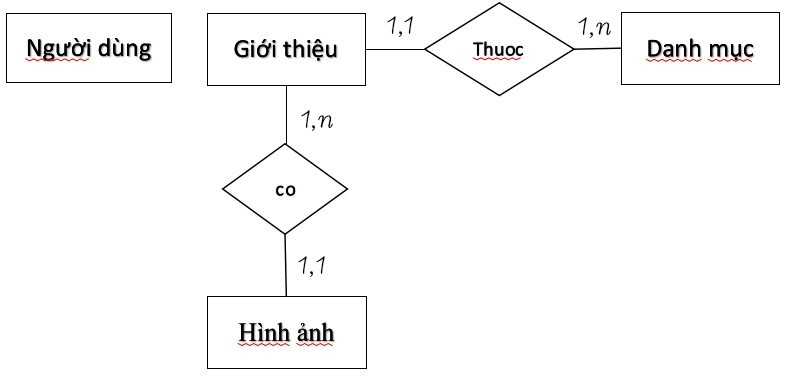 Người dùng
Giới thiệu
1,1
Thuoc
1,n
Danh mục
1,n
co
1,1
Hình ảnh